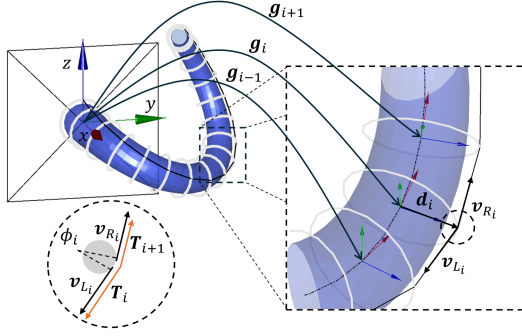 g_{i+1}
g_i
g_{i-1}
z
y
x
d_i
v_{R_i}
v_{L_i}
v_{R_i}
ϕ_i
T_{i+1}
v_{L_i}
T_i